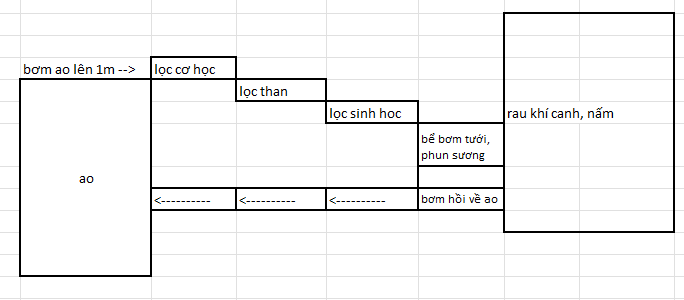 bơm ao lên 1m -->
lọc cơ học
lọc than
lọc sinh hoc
rau khí canh, nấm
bể bơm tưới,
phun sương
ao
<----------
<----------
<----------
bơm hồi về ao